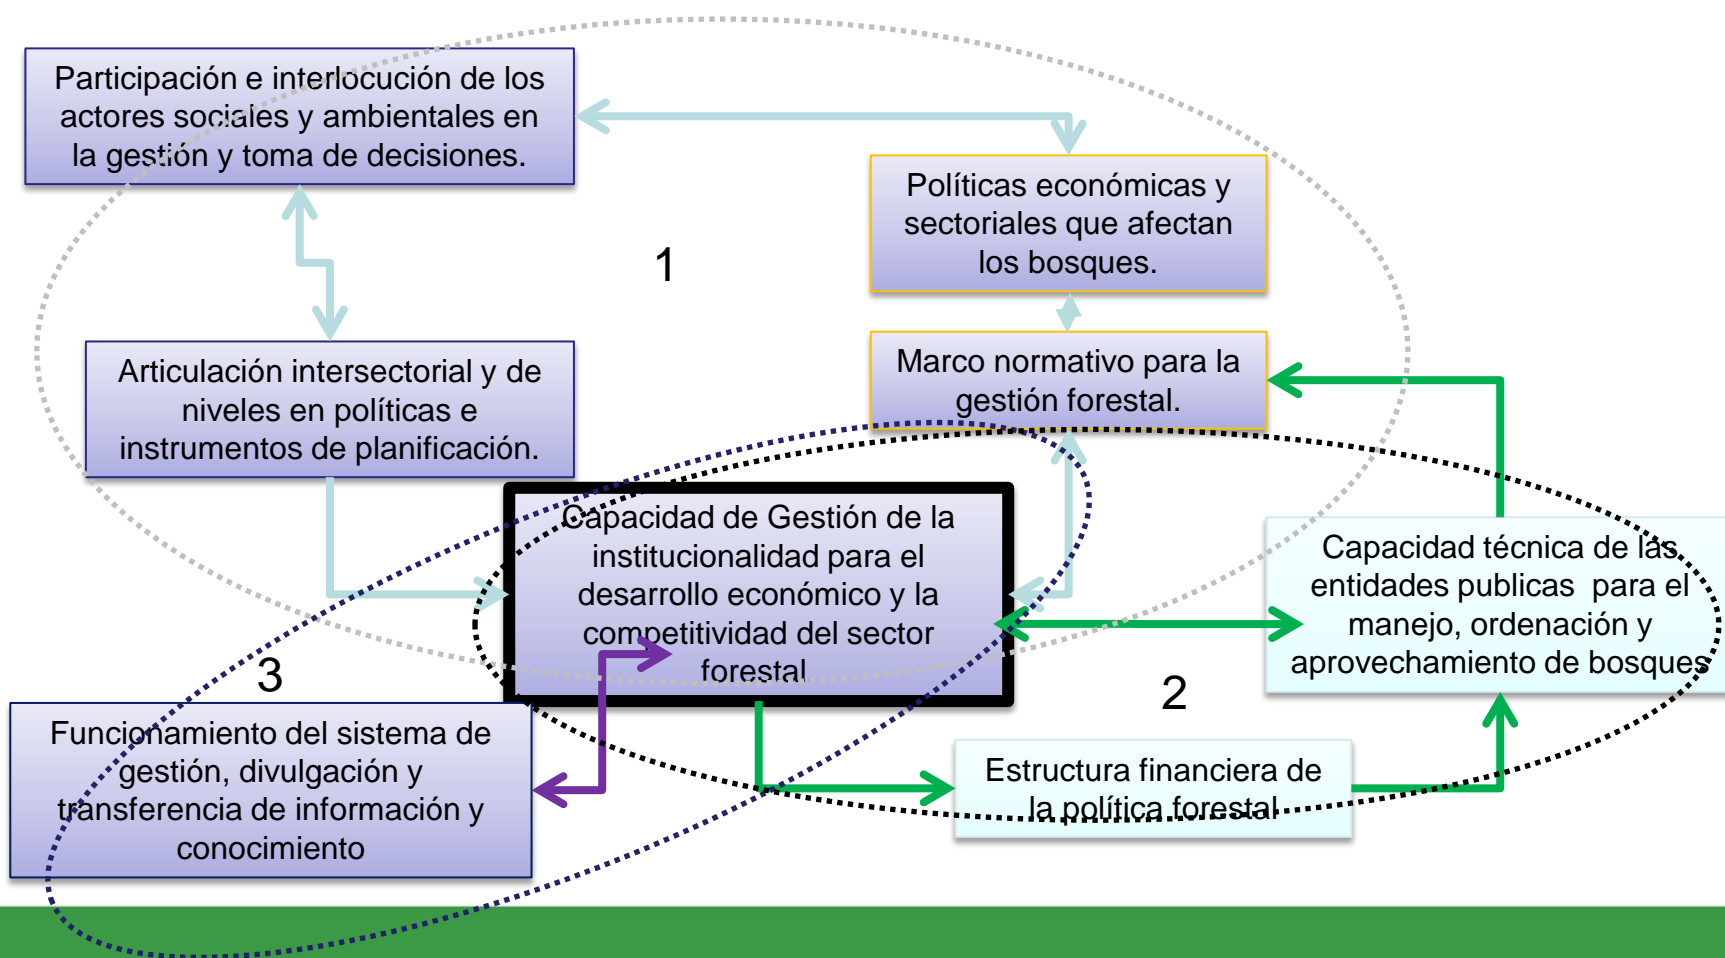 Participación e interlocución de los
actores sociales y ambientales en
la gestión y toma de decisiones.
Políticas económicas y
sectoriales que afectan
los bosques.
1
Articulación intersectorial y de
niveles en políticas e
instrumentos de planificación.
Marco normativo para la
gestión forestal.
Capacidad de Gestión de la
institucionalidad para el
desarrollo económico y la
competitividad del sector
forestal
Capacidad técnica de las
entidades publicas para el
manejo, ordenación y
aprovechamiento de bosques
3
2
Funcionamiento del sistema de
gestión, divulgación y
transferencia de información y
conocimiento
Estructura financiera de
la política forestal